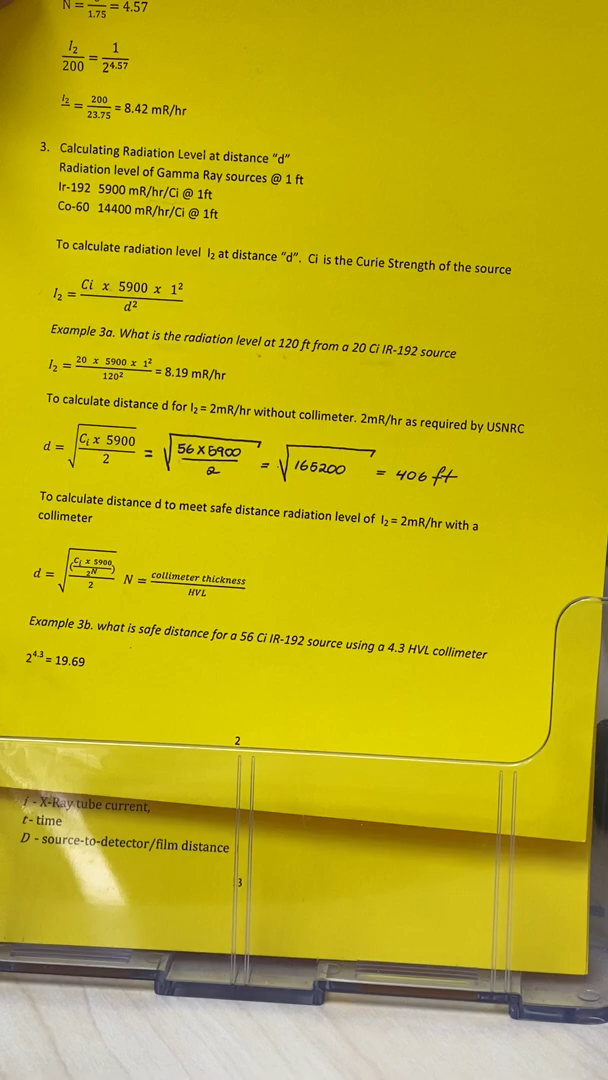 N = 8/1.75 = 4.57
I₂/200 = 1/2^4.57
I₂ = 200/23.75 = 8.42 mR/hr
3. Calculating Radiation Level at distance “d”
Radiation level of Gamma Ray sources @ 1 ft
Ir-192 5900 mR/hr/Ci @ 1ft
Co-60 14400 mR/hr/Ci @ 1ft
To calculate radiation level I₂ at distance “d”. Ci is the Curie Strength of the source
I₂ = (Ci x 5900 x 1²)/d²
Example 3a. What is the radiation level at 120 ft from a 20 Ci IR-192 source
I₂ = (20 x 5900 x 1²)/120² = 8.19 mR/hr
To calculate distance d for I₂ = 2mR/hr without collimeter. 2mR/hr as required by USNRC
d = √(Cᵢ x 5900/2) = √(56 X 5900/2) = √165200 = 406 ft
To calculate distance d to meet safe distance radiation level of I₂ = 2mR/hr with a
collimeter
d = √(((Cᵢ x 5900)/2^N)/2) N = collimeter thickness/HVL
Example 3b. what is safe distance for a 56 Ci IR-192 source using a 4.3 HVL collimeter
2^4.3 = 19.69
2
i - X-Ray tube current,
t- time
D - source-to-detector/film distance
3